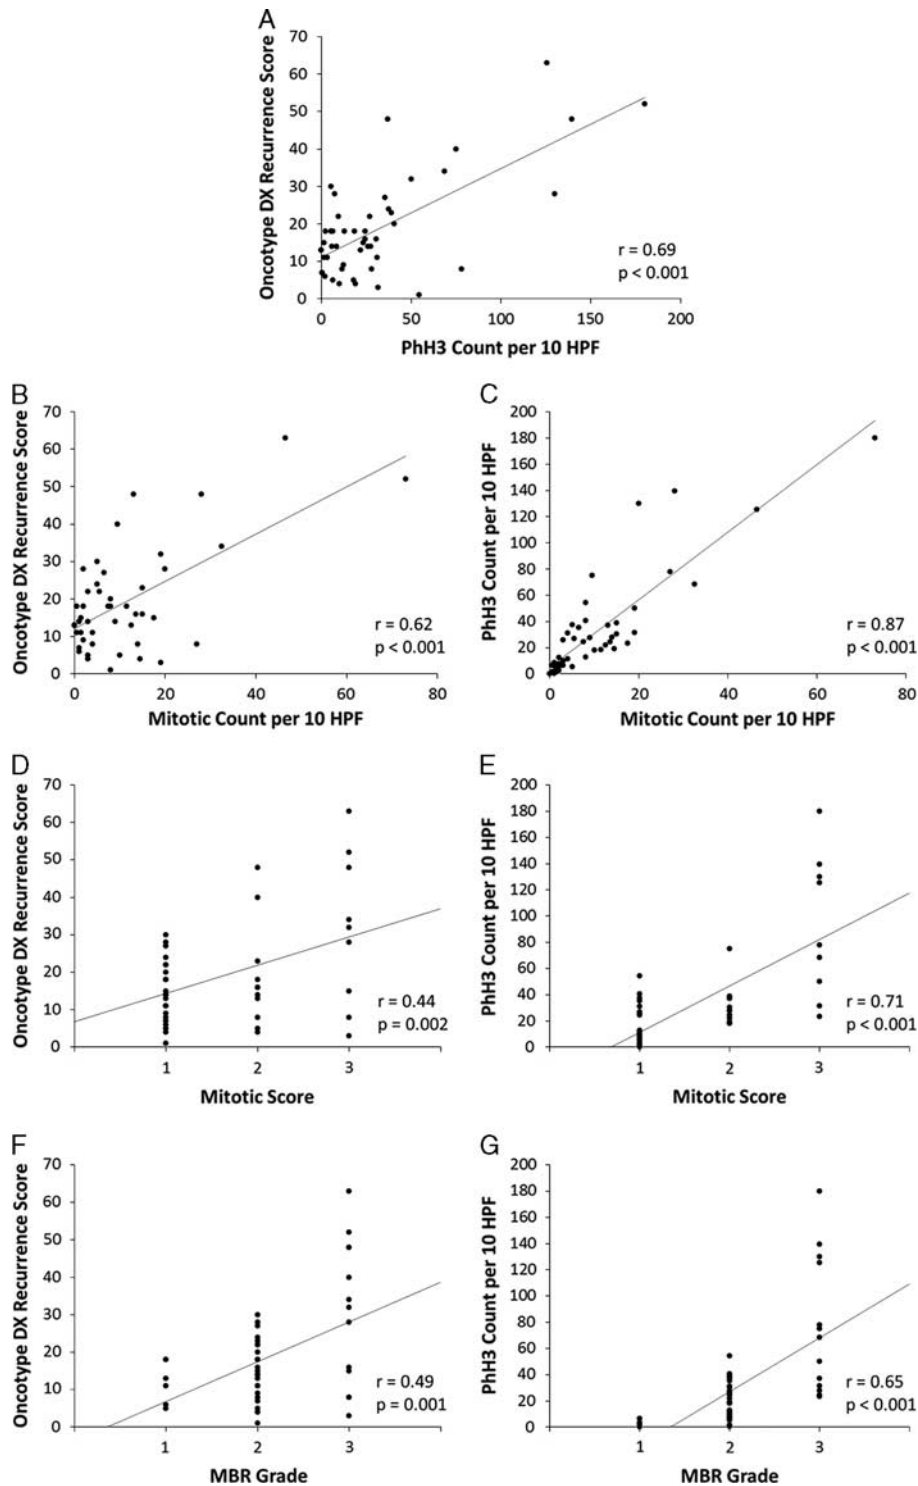 A
Oncotype DX Recurrence Score
70
60
50
40
30
20
10
0
r = 0.69
p < 0.001
0 50 100 150 200
PhH3 Count per 10 HPF
B
Oncotype DX Recurrence Score
70
60
50
40
30
20
10
0
r = 0.62
p < 0.001
0 20 40 60 80
Mitotic Count per 10 HPF
C
PhH3 Count per 10 HPF
200
180
160
140
120
100
80
60
40
20
0
r = 0.87
p < 0.001
0 20 40 60 80
Mitotic Count per 10 HPF
D
Oncotype DX Recurrence Score
70
60
50
40
30
20
10
0
r = 0.44
p = 0.002
1 2 3
Mitotic Score
E
PhH3 Count per 10 HPF
200
180
160
140
120
100
80
60
40
20
0
r = 0.71
p < 0.001
1 2 3
Mitotic Score
F
Oncotype DX Recurrence Score
70
60
50
40
30
20
10
0
r = 0.49
p = 0.001
1 2 3
MBR Grade
G
PhH3 Count per 10 HPF
200
180
160
140
120
100
80
60
40
20
0
r = 0.65
p < 0.001
1 2 3
MBR Grade